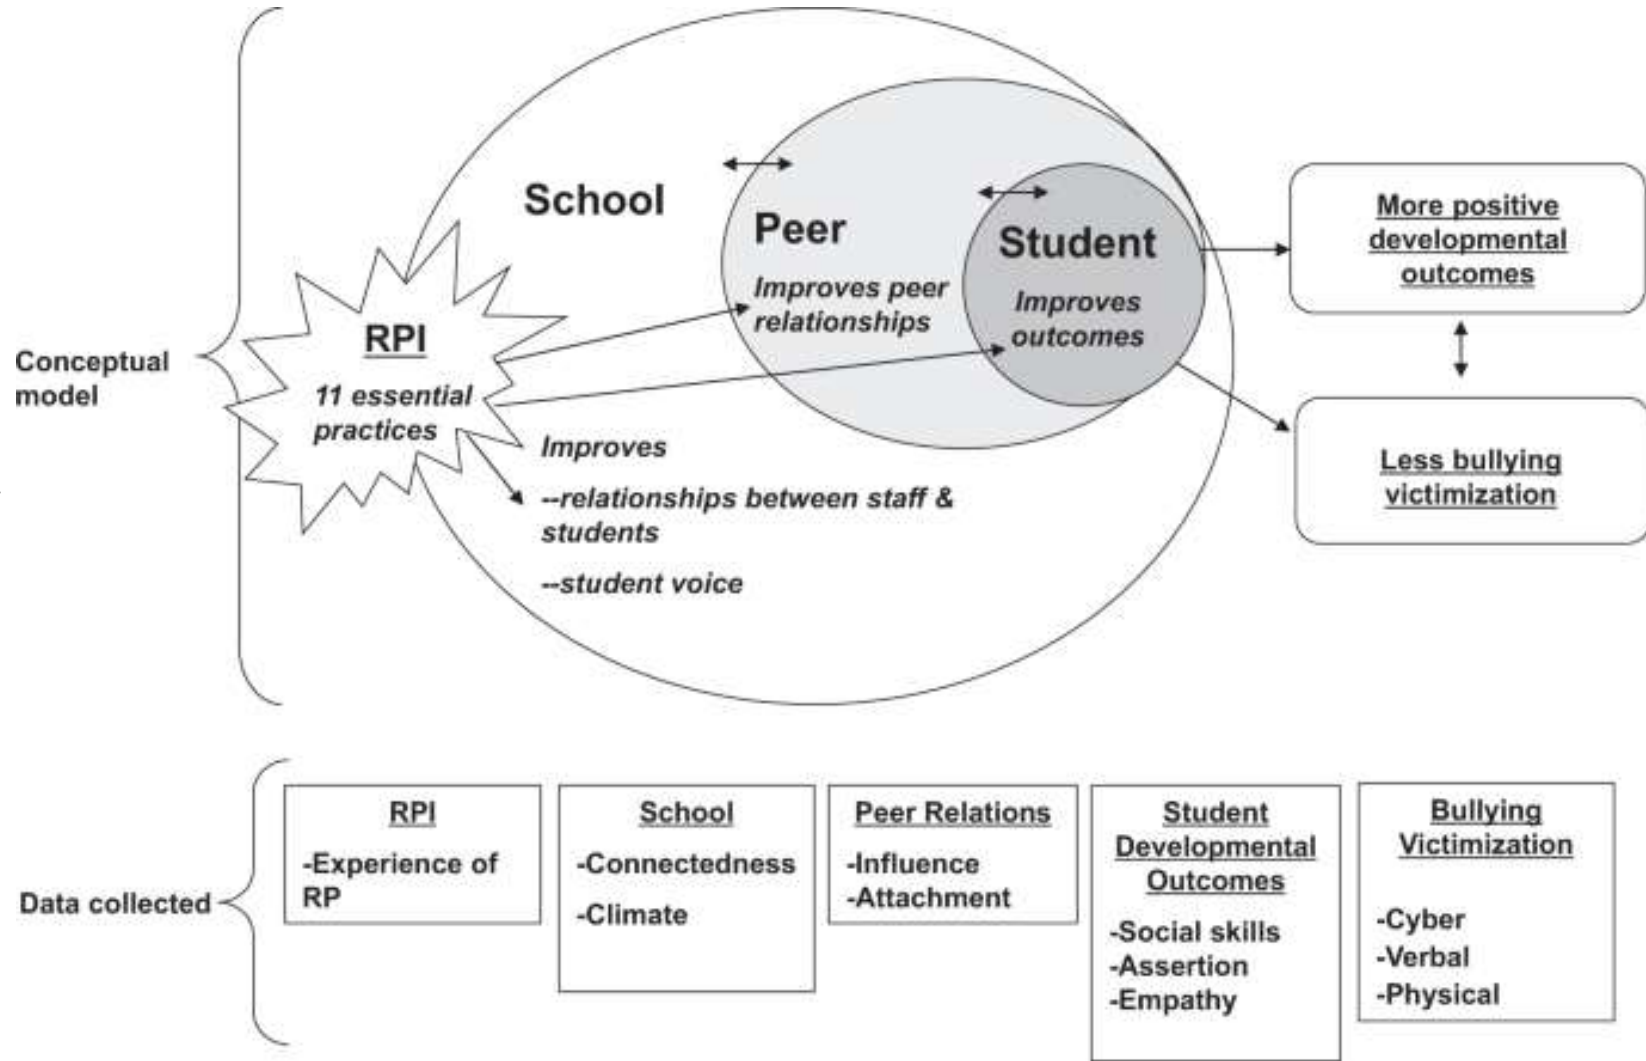 School
Peer
Improves peer
relationships
Student
Improves
outcomes
More positive
developmental
outcomes
Less bullying
victimization
Conceptual
model
RPI
11 essential
practices
Improves
--relationships between staff &
students
--student voice
Data collected
RPI
-Experience of
RP
School
-Connectedness
-Climate
Peer Relations
-Influence
-Attachment
Student
Developmental
Outcomes
-Social skills
-Assertion
-Empathy
Bullying
Victimization
-Cyber
-Verbal
-Physical